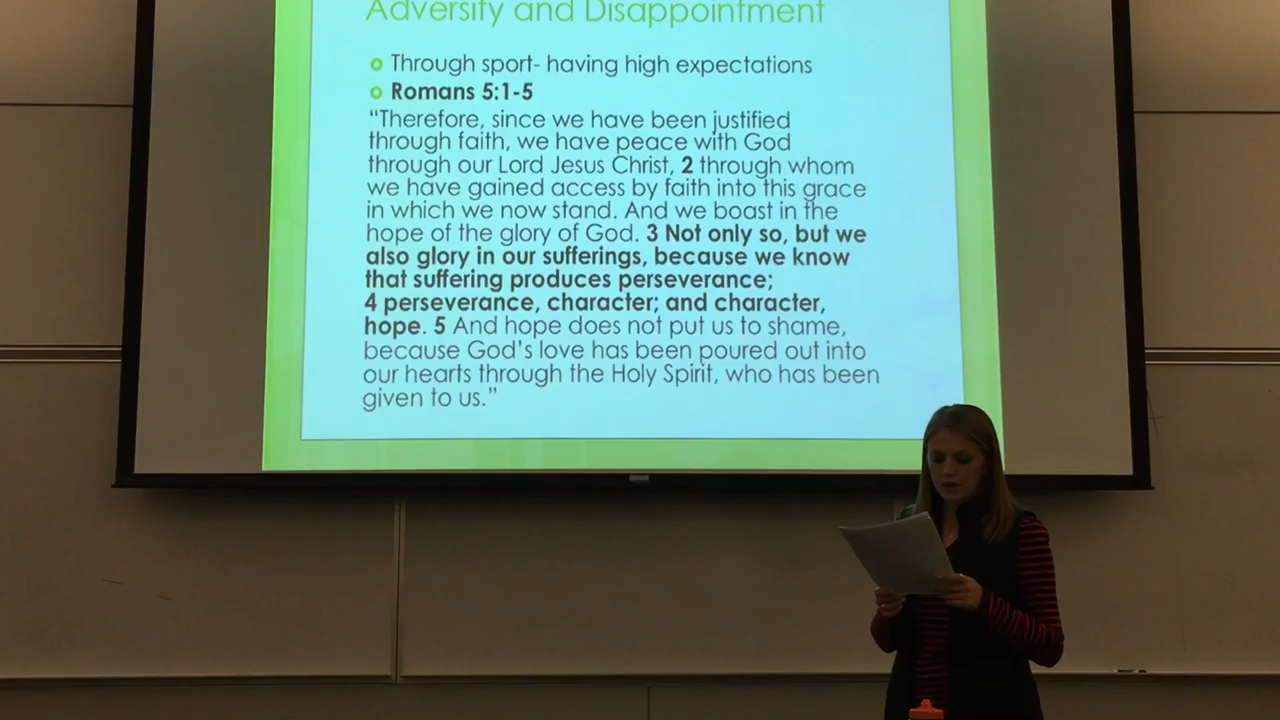 Adversity and Disappointment
o Through sport- having high expectations
o Romans 5:1-5
“Therefore, since we have been justified
through faith, we have peace with God
through our Lord Jesus Christ, 2 through whom
we have gained access by faith into this grace
in which we now stand. And we boast in the
hope of the glory of God. 3 Not only so, but we
also glory in our sufferings, because we know
that suffering produces perseverance;
4 perseverance, character; and character,
hope. 5 And hope does not put us to shame,
because God’s love has been poured out into
our hearts through the Holy Spirit, who has been
given to us.”